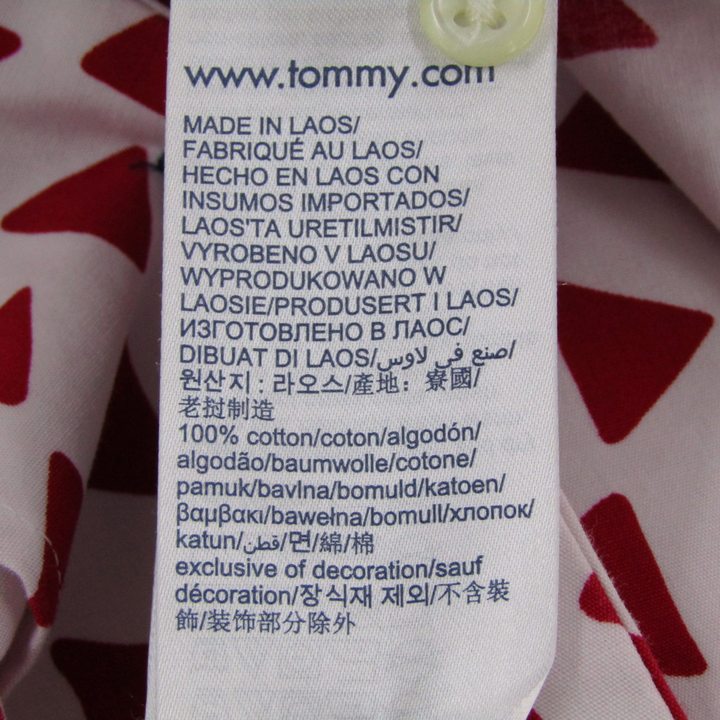 www.tommy.com
MADE IN LAOS/
FABRIQUÉ AU LAOS/
HECHO EN LAOS CON
INSUMOS IMPORTADOS/
LAOS'TA URETILMISTIR/
VYROBENO V LAOSU/
WYPRODUKOWANO W
LAOSIE/PRODUSERT I LAOS/
ИЗГОТОВЛЕНО В ЛАОС/
DIBUAT DI LAOS/صنع في لاوس/
원산지: 라오스/產地: 寮國/
老挝制造
100% cotton/coton/algodón/
algodão/baumwolle/cotone/
pamuk/bavlna/bomuld/katoen/
βαμβακι/bawełna/bomull/хлопок/
katun/قطن/면/綿/棉
exclusive of decoration/sauf
décoration/장식재 제외/不含裝
飾/装饰部分除外